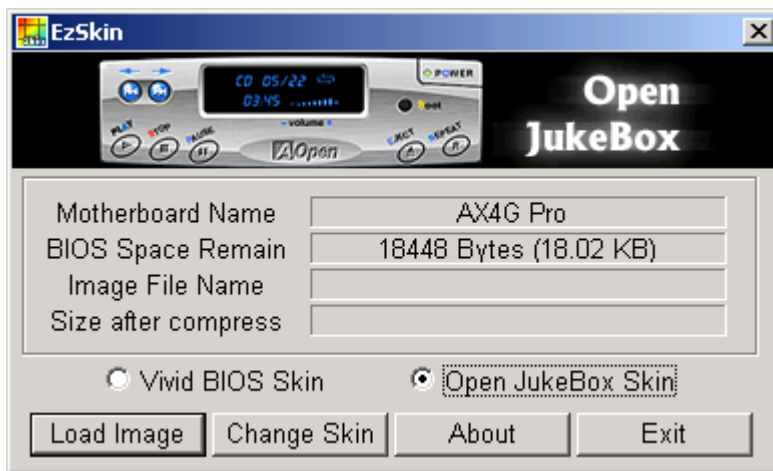 EzSkin
POWER
CD 05/22
03:45
Boot
- volume +
PLAY STOP PAUSE
EJECT REPEAT
AOpen
Open
JukeBox
Motherboard Name AX4G Pro
BIOS Space Remain 18448 Bytes (18.02 KB)
Image File Name
Size after compress
Vivid BIOS Skin Open JukeBox Skin
Load Image Change Skin About Exit